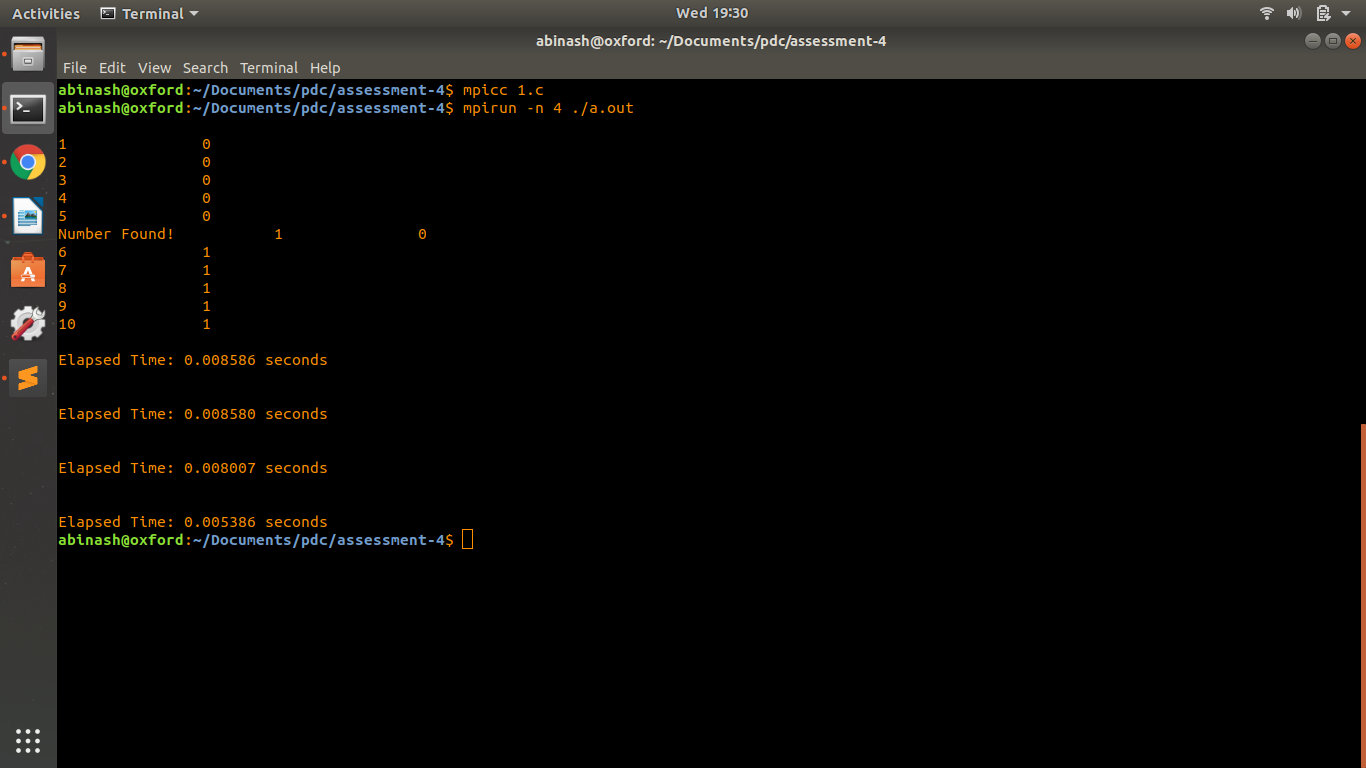 Activities Terminal Wed 19:30
abinash@oxford: ~/Documents/pdc/assessment-4
File Edit View Search Terminal Help
abinash@oxford:~/Documents/pdc/assessment-4$ mpicc 1.c
abinash@oxford:~/Documents/pdc/assessment-4$ mpirun -n 4 ./a.out
1 0
2 0
3 0
4 0
5 0
Number Found! 1 0
6 1
7 1
8 1
9 1
10 1
Elapsed Time: 0.008586 seconds
Elapsed Time: 0.008580 seconds
Elapsed Time: 0.008007 seconds
Elapsed Time: 0.005386 seconds
abinash@oxford:~/Documents/pdc/assessment-4$